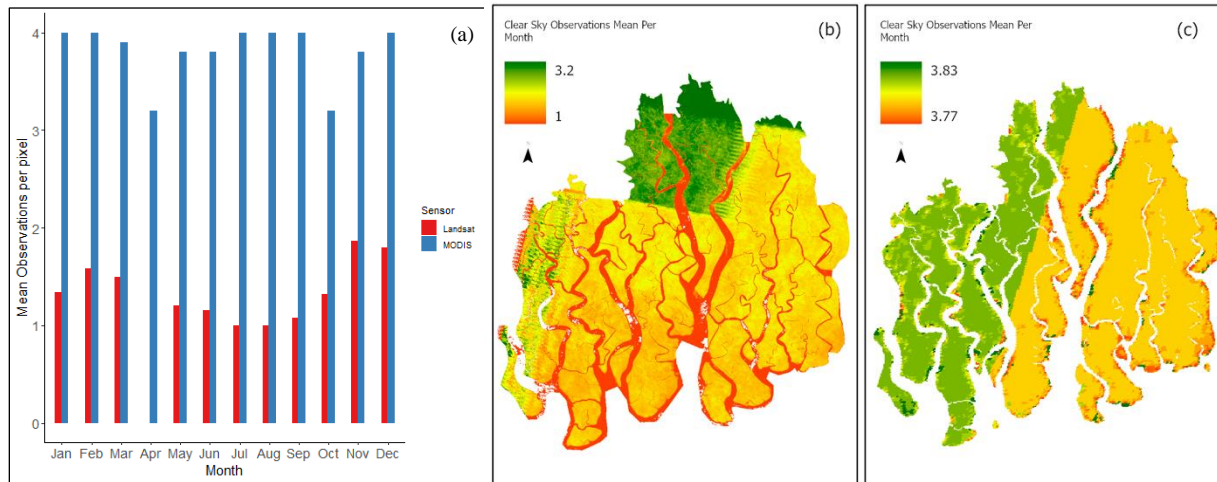 (a)
4
3
2
1
0
Mean Observations per pixel
Jan Feb Mar Apr May Jun Jul Aug Sep Oct Nov Dec
Month
Sensor
Landsat
MODIS
Clear Sky Observations Mean Per
Month
(b)
3.2
1
Clear Sky Observations Mean Per
Month
(c)
3.83
3.77